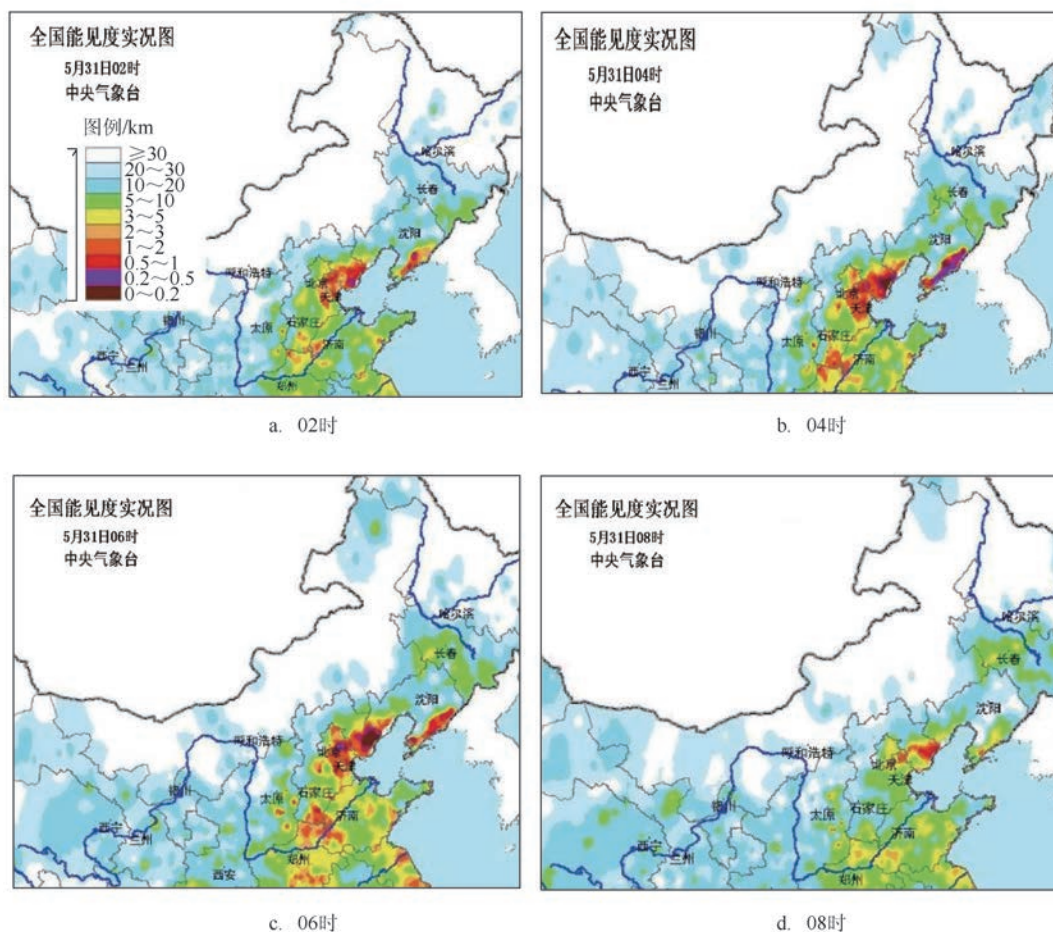 全国能见度实况图
5月31日02时
中央气象台
图例/km
≥30
20～30
10～20
5～10
3～5
2～3
1～2
0.5～1
0.2～0.5
0～0.2
哈尔滨
长春
沈阳
呼和浩特
北京
天津
银川
石家庄
太原
西宁
济南
兰州
郑州
a. 02时
全国能见度实况图
5月31日04时
中央气象台
哈尔滨
长春
沈阳
呼和浩特
北京
天津
银川
石家庄
太原
济南
西宁
兰州
b. 04时
全国能见度实况图
5月31日06时
中央气象台
哈尔滨
长春
沈阳
呼和浩特
北京
天津
银川
石家庄
太原
济南
西宁
兰州
郑州
西安
c. 06时
全国能见度实况图
5月31日08时
中央气象台
哈尔滨
长春
沈阳
呼和浩特
北京
天津
银川
石家庄
太原
济南
西宁
兰州
郑州
d. 08时